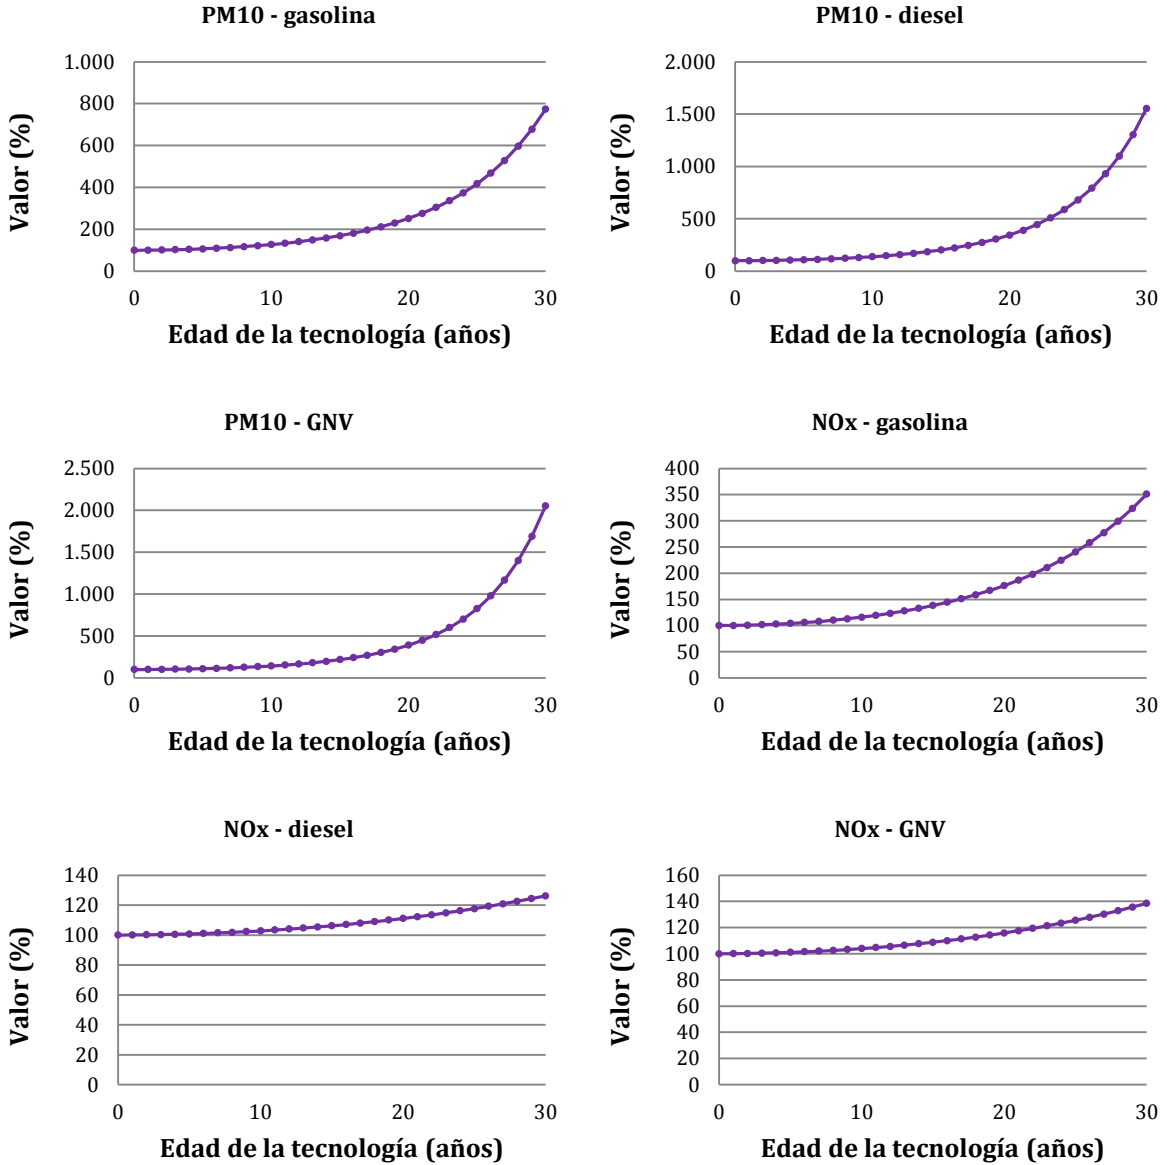 PM10 - gasolina
1.000
800
600
400
200
0
0 10 20 30
Valor (%)
Edad de la tecnología (años)
PM10 - diesel
2.000
1.500
1.000
500
0
0 10 20 30
Valor (%)
Edad de la tecnología (años)
PM10 - GNV
2.500
2.000
1.500
1.000
500
0
0 10 20 30
Valor (%)
Edad de la tecnología (años)
NOx - gasolina
400
350
300
250
200
150
100
50
0
0 10 20 30
Valor (%)
Edad de la tecnología (años)
NOx - diesel
140
120
100
80
60
40
20
0
0 10 20 30
Valor (%)
Edad de la tecnología (años)
NOx - GNV
160
140
120
100
80
60
40
20
0
0 10 20 30
Valor (%)
Edad de la tecnología (años)